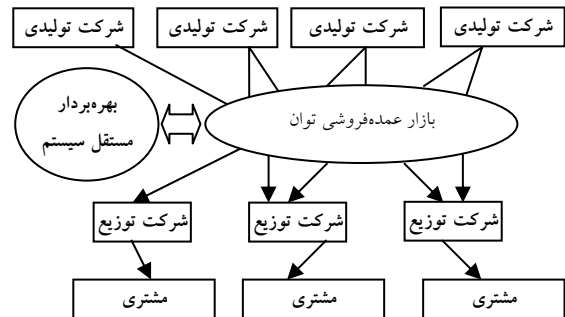 شرکت تولیدی
شرکت تولیدی
شرکت تولیدی
شرکت تولیدی
بازار عمده‌فروشی توان
بهره‌بردار
مستقل سیستم
شرکت توزیع
شرکت توزیع
شرکت توزیع
مشتری
مشتری
مشتری